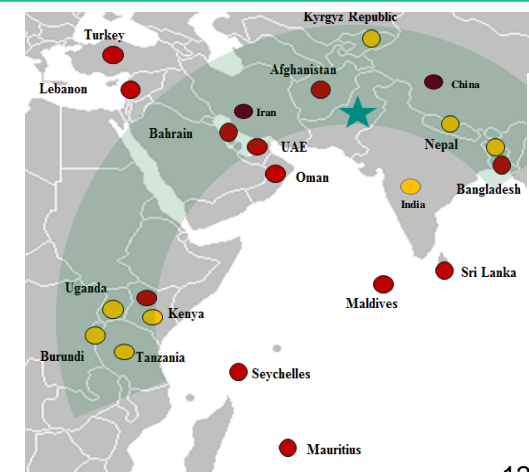 Kyrgyz Republic
Turkey
Afghanistan
Lebanon
China
Iran
Bahrain
UAE
Nepal
Oman
Bangladesh
India
Sri Lanka
Maldives
Uganda
Kenya
Burundi
Tanzania
Seychelles
Mauritius